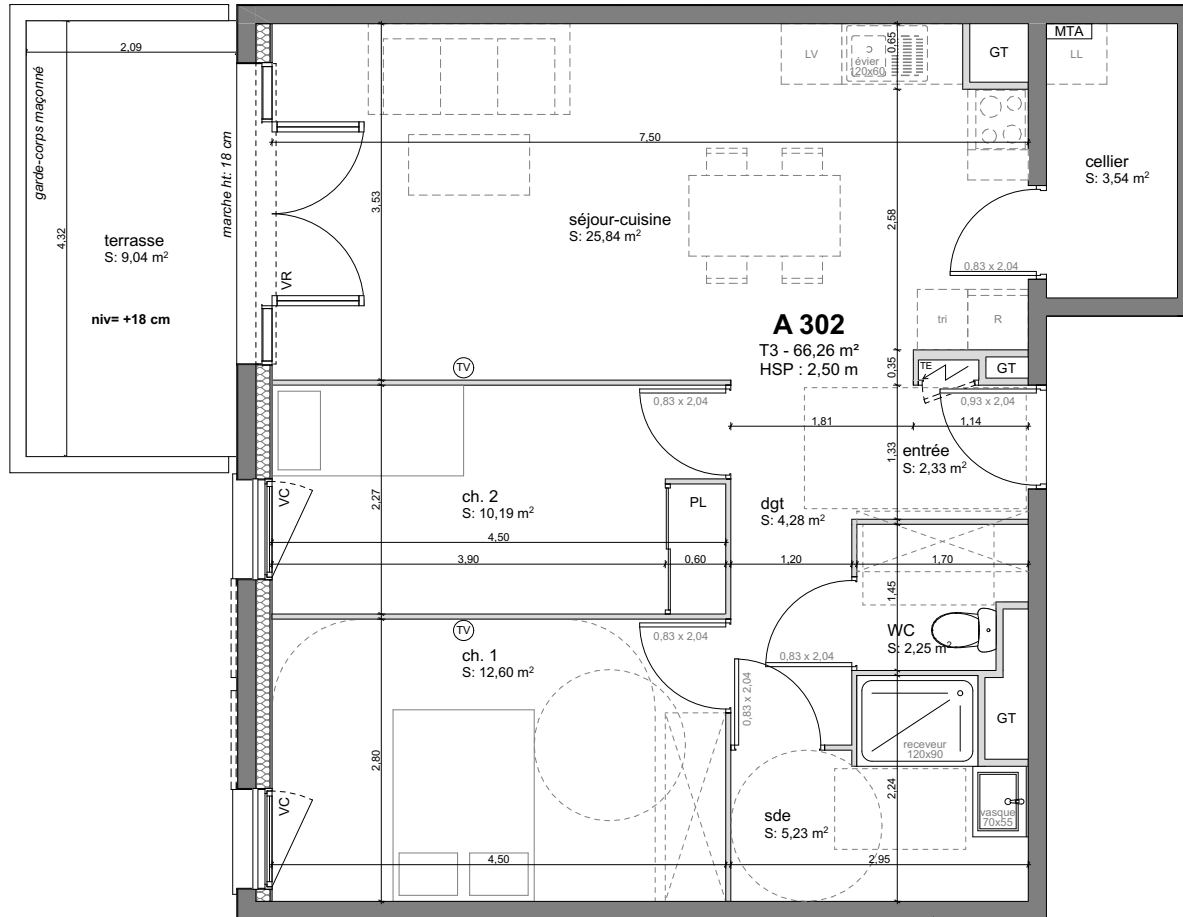 2,09
garde-corps maçonné
4,32
marche ht: 18 cm
terrasse
S: 9,04 m²
niv= +18 cm
VR
3,53
7,50
séjour-cuisine
S: 25,84 m²
LV
évier
120x60
0,65
GT
MTA
LL
cellier
S: 3,54 m²
2,58
0,83 x 2,04
tri
R
A 302
T3 - 66,26 m²
HSP : 2,50 m
0,35
TE
GT
TV
0,83 x 2,04
0,93 x 2,04
1,81
1,14
entrée
S: 2,33 m²
1,33
VC
2,27
ch. 2
S: 10,19 m²
PL
dgt
S: 4,28 m²
4,50
3,90
0,60
1,20
1,70
1,45
TV
0,83 x 2,04
WC
S: 2,25 m²
0,83 x 2,04
ch. 1
S: 12,60 m²
0,83 x 2,04
GT
receveur
120x90
2,80
2,24
VC
sde
S: 5,23 m²
vasque
70x55
4,50
2,95